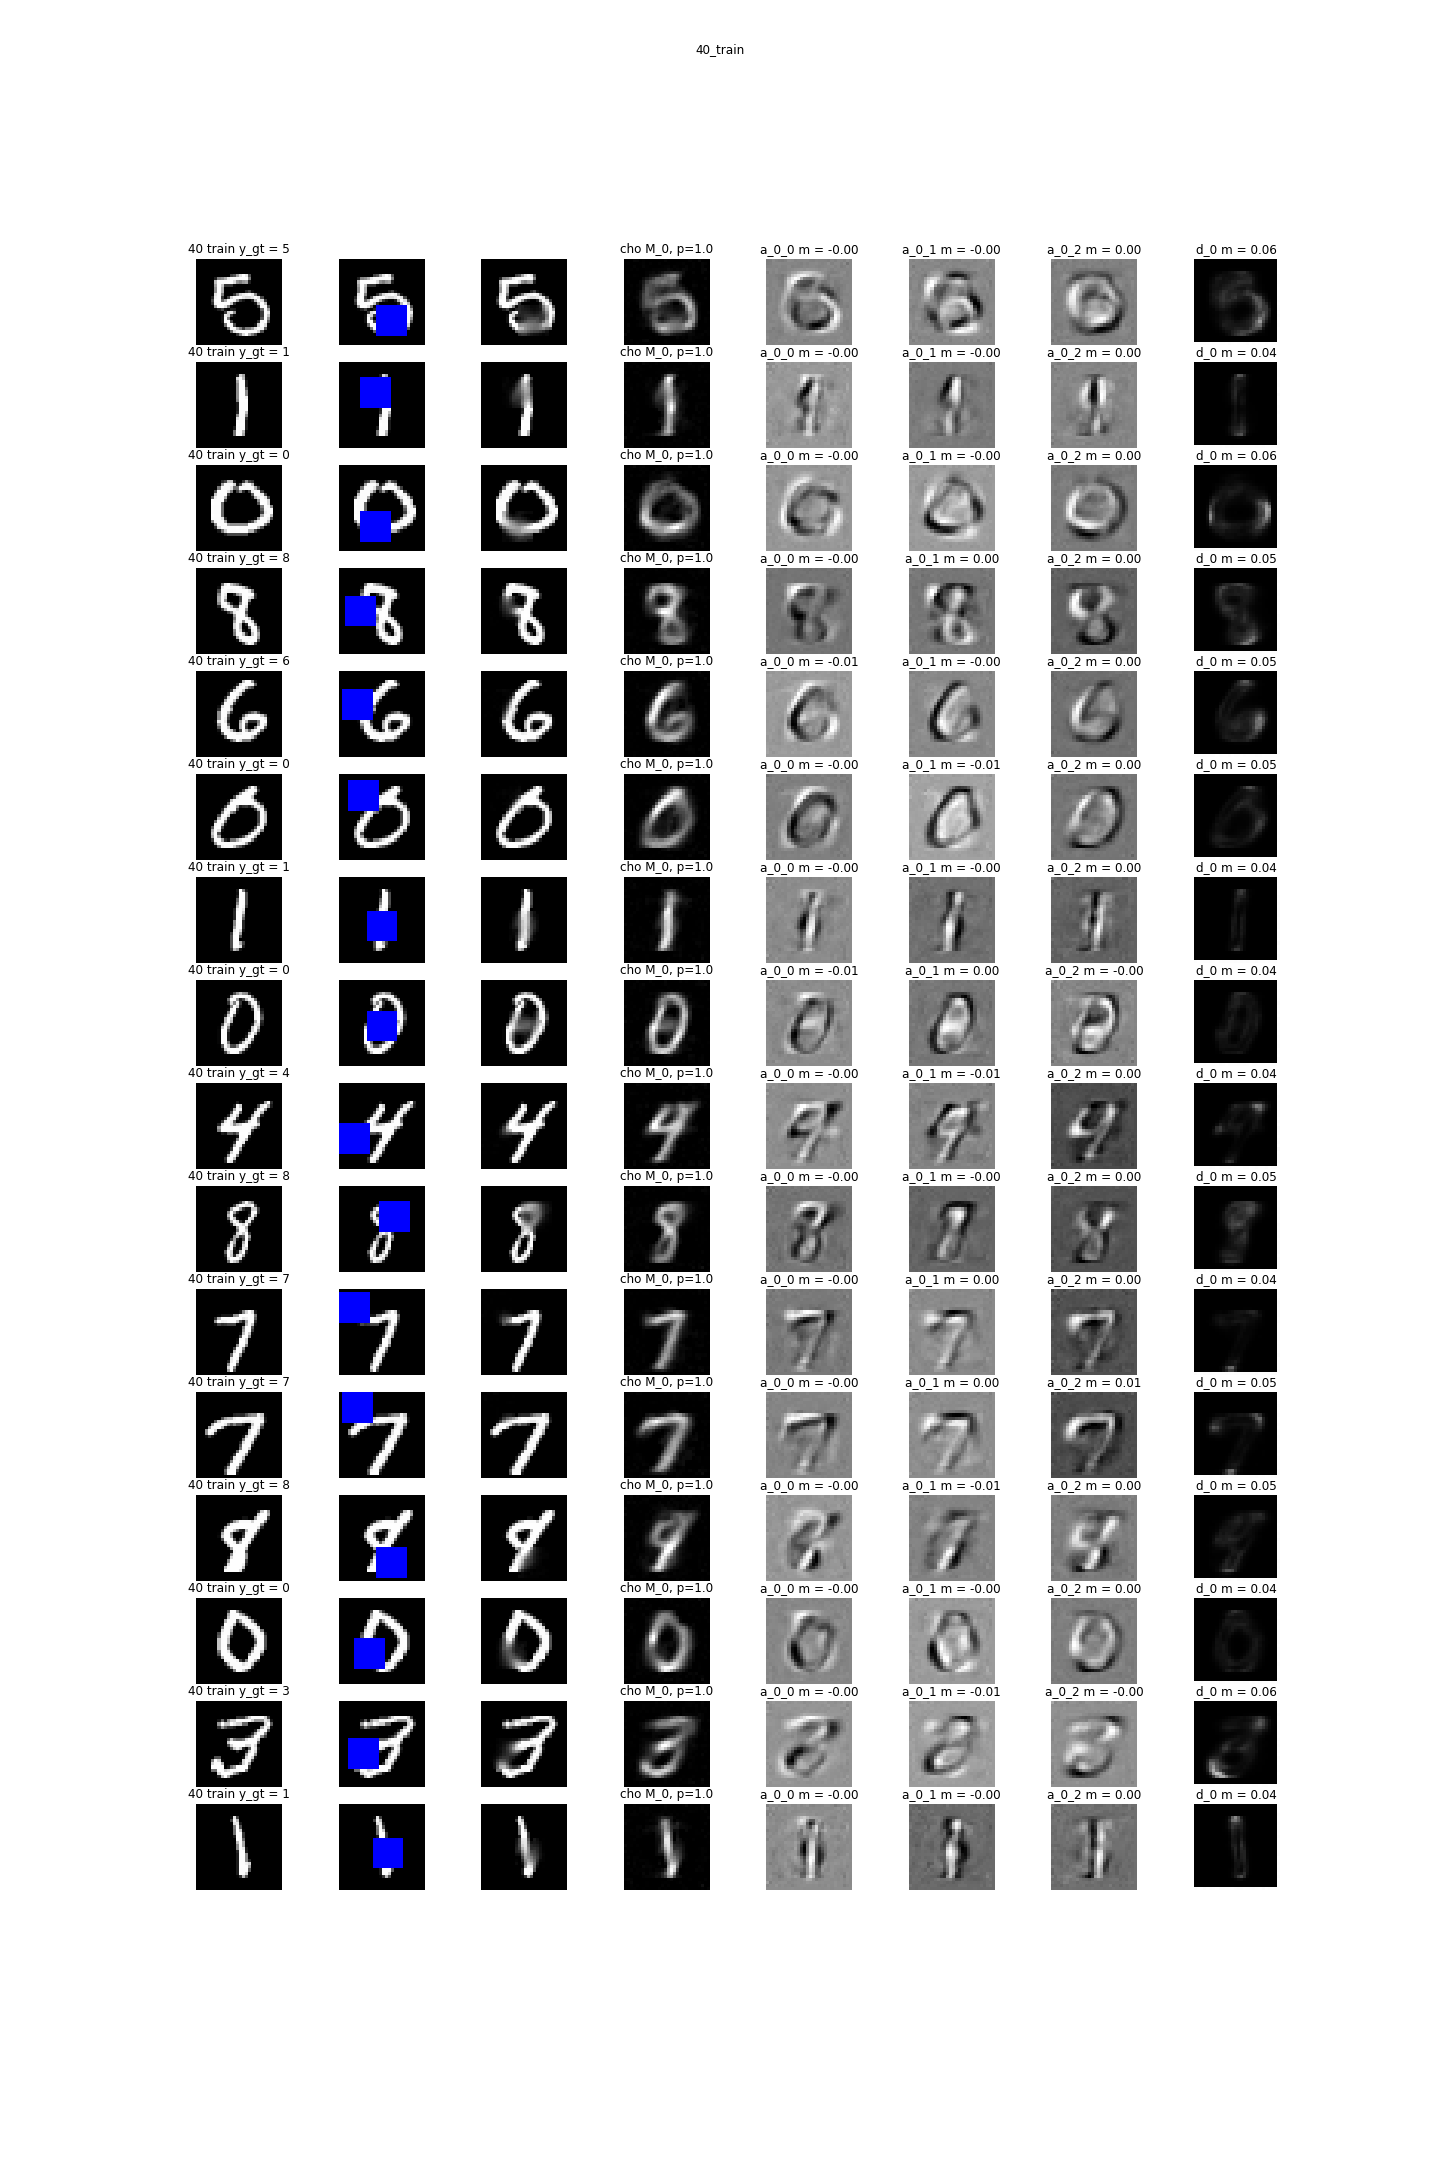 40_train
40 train y_gt = 5 cho M_0, p=1.0 a_0_0 m = -0.00 a_0_1 m = -0.00 a_0_2 m = 0.00 d_0 m = 0.06
40 train y_gt = 1 cho M_0, p=1.0 a_0_0 m = -0.00 a_0_1 m = -0.00 a_0_2 m = 0.00 d_0 m = 0.04
40 train y_gt = 0 cho M_0, p=1.0 a_0_0 m = -0.00 a_0_1 m = -0.00 a_0_2 m = 0.00 d_0 m = 0.06
40 train y_gt = 8 cho M_0, p=1.0 a_0_0 m = -0.00 a_0_1 m = 0.00 a_0_2 m = 0.00 d_0 m = 0.05
40 train y_gt = 6 cho M_0, p=1.0 a_0_0 m = -0.01 a_0_1 m = -0.00 a_0_2 m = 0.00 d_0 m = 0.05
40 train y_gt = 0 cho M_0, p=1.0 a_0_0 m = -0.00 a_0_1 m = -0.01 a_0_2 m = 0.00 d_0 m = 0.05
40 train y_gt = 1 cho M_0, p=1.0 a_0_0 m = -0.00 a_0_1 m = -0.00 a_0_2 m = 0.00 d_0 m = 0.04
40 train y_gt = 0 cho M_0, p=1.0 a_0_0 m = -0.01 a_0_1 m = 0.00 a_0_2 m = -0.00 d_0 m = 0.04
40 train y_gt = 4 cho M_0, p=1.0 a_0_0 m = -0.00 a_0_1 m = -0.01 a_0_2 m = 0.00 d_0 m = 0.04
40 train y_gt = 8 cho M_0, p=1.0 a_0_0 m = -0.00 a_0_1 m = -0.00 a_0_2 m = 0.00 d_0 m = 0.05
40 train y_gt = 7 cho M_0, p=1.0 a_0_0 m = -0.00 a_0_1 m = 0.00 a_0_2 m = 0.00 d_0 m = 0.04
40 train y_gt = 7 cho M_0, p=1.0 a_0_0 m = -0.00 a_0_1 m = 0.00 a_0_2 m = 0.01 d_0 m = 0.05
40 train y_gt = 8 cho M_0, p=1.0 a_0_0 m = -0.00 a_0_1 m = -0.01 a_0_2 m = 0.00 d_0 m = 0.05
40 train y_gt = 0 cho M_0, p=1.0 a_0_0 m = -0.00 a_0_1 m = -0.00 a_0_2 m = 0.00 d_0 m = 0.04
40 train y_gt = 3 cho M_0, p=1.0 a_0_0 m = -0.00 a_0_1 m = -0.01 a_0_2 m = -0.00 d_0 m = 0.06
40 train y_gt = 1 cho M_0, p=1.0 a_0_0 m = -0.00 a_0_1 m = -0.00 a_0_2 m = 0.00 d_0 m = 0.04